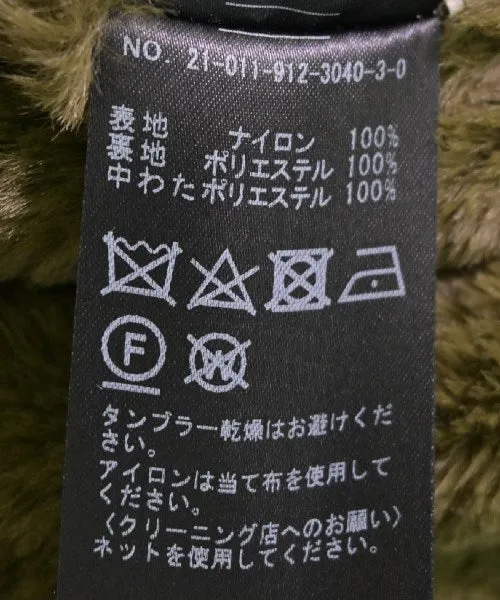 NO. 21-011-912-3040-3-0
表地 ナイロン 100%
裏地 ポリエステル 100%
中わた ポリエステル 100%
F
W
タンブラー乾燥はお避けくだ
さい。
アイロンは当て布を使用して
ください。
〈クリーニング店へのお願い〉
ネットを使用してください。